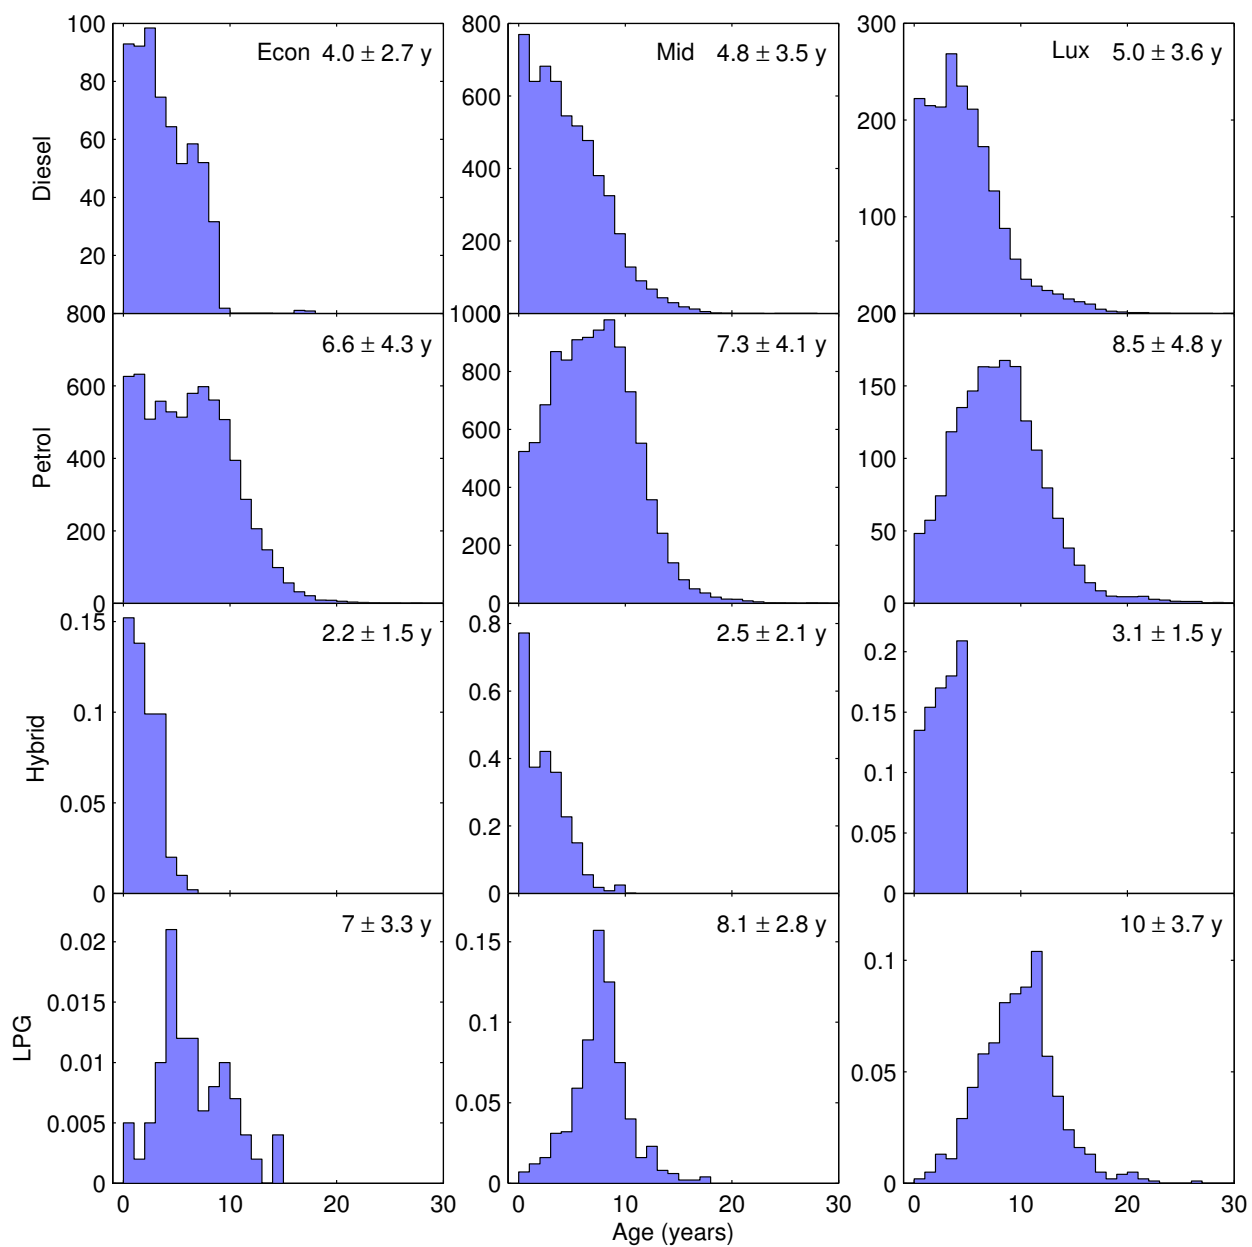 100
80
60
40
20
0
Diesel
Econ 4.0 ± 2.7 y
800
600
400
200
0
Mid 4.8 ± 3.5 y
300
200
100
0
Lux 5.0 ± 3.6 y
800
600
400
200
0
Petrol
6.6 ± 4.3 y
1000
800
600
400
200
0
7.3 ± 4.1 y
200
150
100
50
0
8.5 ± 4.8 y
0.15
0.1
0.05
0
Hybrid
2.2 ± 1.5 y
0.8
0.6
0.4
0.2
0
2.5 ± 2.1 y
0.2
0.15
0.1
0.05
0
3.1 ± 1.5 y
0.02
0.015
0.01
0.005
0
LPG
7 ± 3.3 y
0 10 20 30
0.15
0.1
0.05
0
8.1 ± 2.8 y
0 10 20 30
0.1
0.05
0
10 ± 3.7 y
0 10 20 30
Age (years)